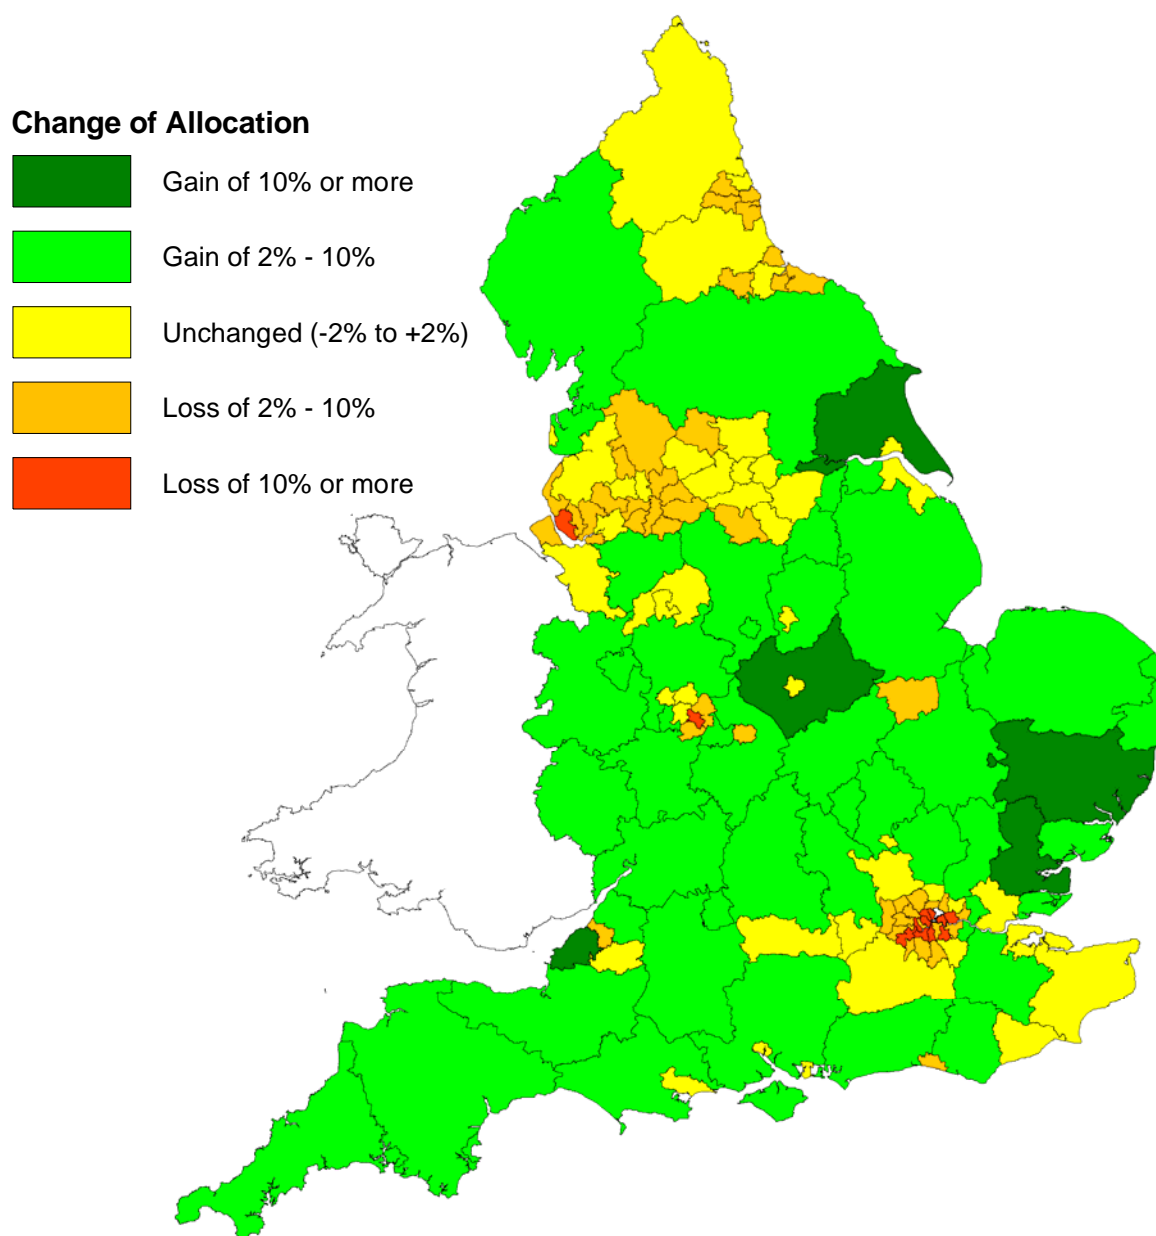 Change of Allocation
Gain of 10% or more
Gain of 2% - 10%
Unchanged (-2% to +2%)
Loss of 2% - 10%
Loss of 10% or more